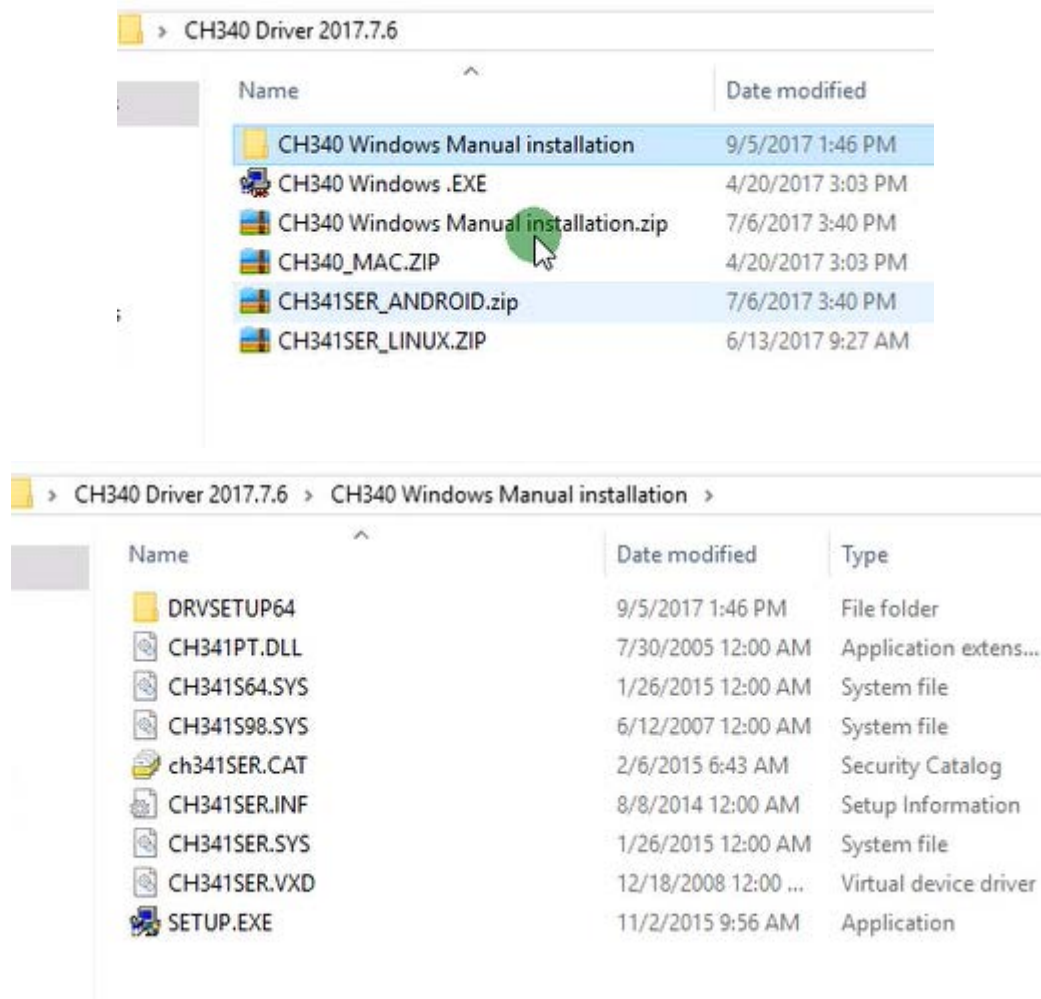 > CH340 Driver 2017.7.6
Name Date modified
CH340 Windows Manual installation 9/5/2017 1:46 PM
CH340 Windows .EXE 4/20/2017 3:03 PM
CH340 Windows Manual installation.zip 7/6/2017 3:40 PM
CH340_MAC.ZIP 4/20/2017 3:03 PM
CH341SER_ANDROID.zip 7/6/2017 3:40 PM
CH341SER_LINUX.ZIP 6/13/2017 9:27 AM
> CH340 Driver 2017.7.6 > CH340 Windows Manual installation >
Name Date modified Type
DRVSETUP64 9/5/2017 1:46 PM File folder
CH341PT.DLL 7/30/2005 12:00 AM Application extens...
CH341S64.SYS 1/26/2015 12:00 AM System file
CH341S98.SYS 6/12/2007 12:00 AM System file
ch341SER.CAT 2/6/2015 6:43 AM Security Catalog
CH341SER.INF 8/8/2014 12:00 AM Setup Information
CH341SER.SYS 1/26/2015 12:00 AM System file
CH341SER.VXD 12/18/2008 12:00 ... Virtual device driver
SETUP.EXE 11/2/2015 9:56 AM Application